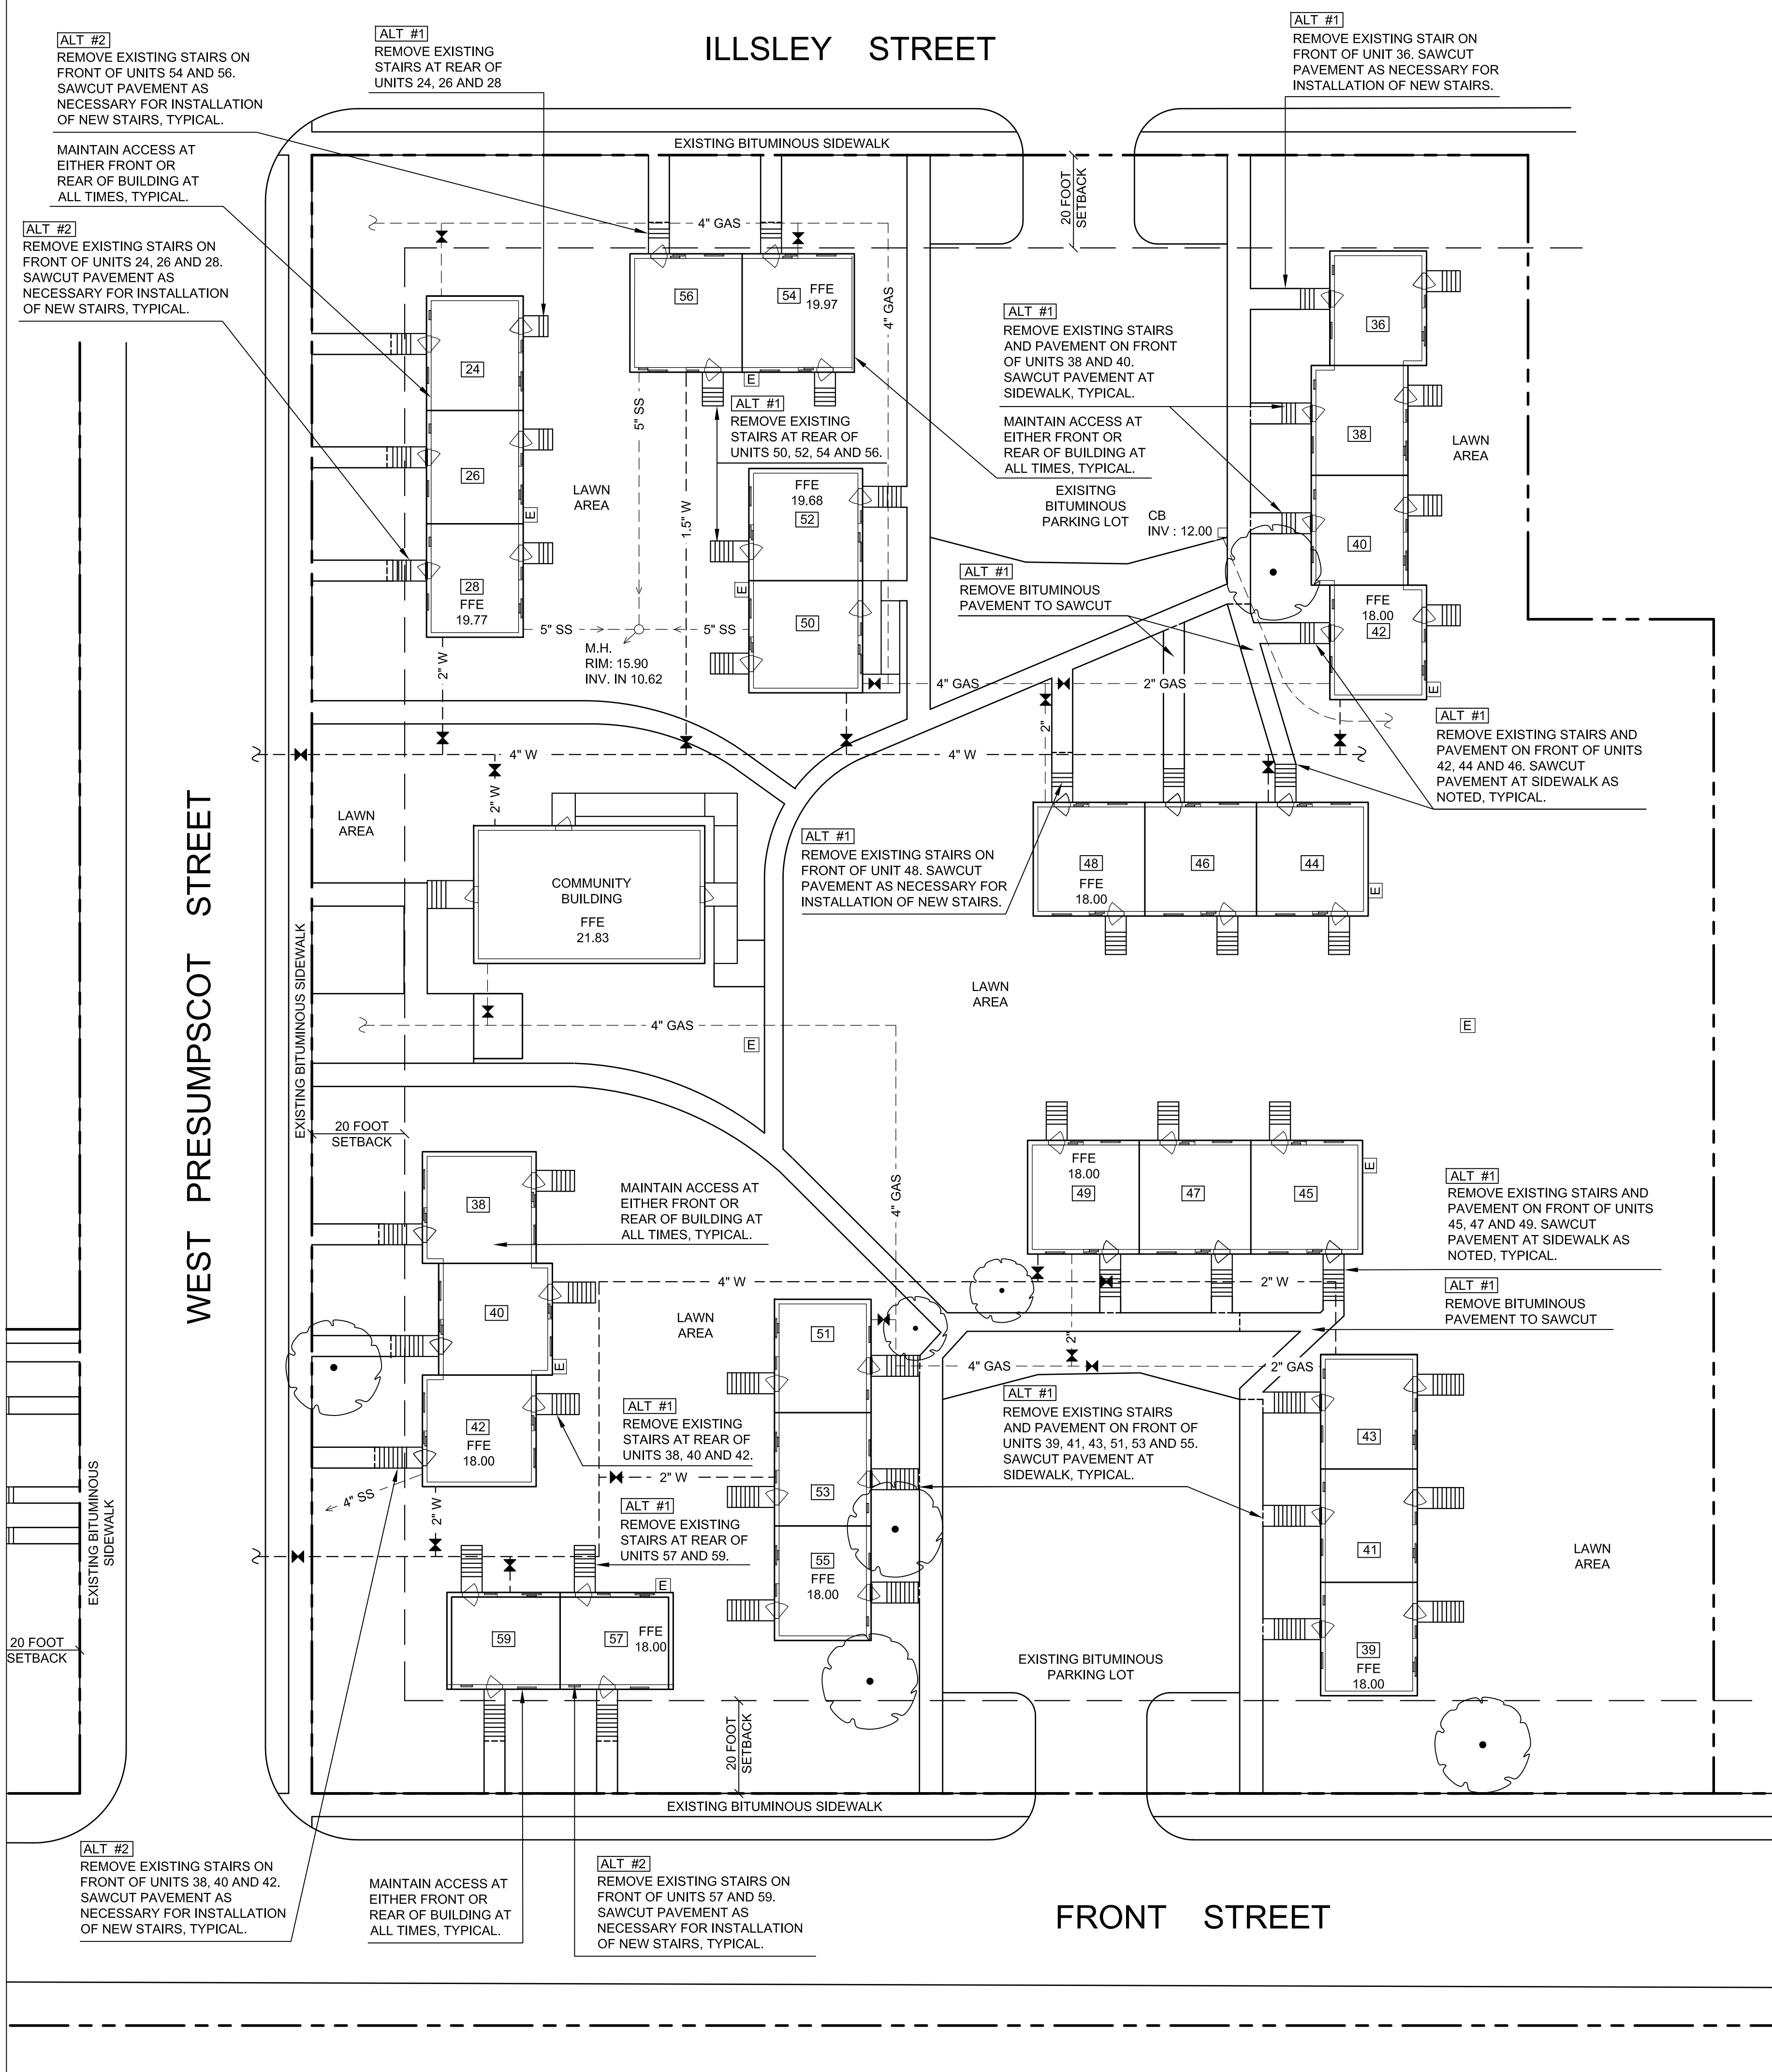 ILLSLEY STREET
ALT #2
REMOVE EXISTING STAIRS ON
FRONT OF UNITS 54 AND 56.
SAWCUT PAVEMENT AS
NECESSARY FOR INSTALLATION
OF NEW STAIRS, TYPICAL.
ALT #1
REMOVE EXISTING
STAIRS AT REAR OF
UNITS 24, 26 AND 28
ALT #1
REMOVE EXISTING STAIR ON
FRONT OF UNIT 36. SAWCUT
PAVEMENT AS NECESSARY FOR
INSTALLATION OF NEW STAIRS.
MAINTAIN ACCESS AT
EITHER FRONT OR
REAR OF BUILDING AT
ALL TIMES, TYPICAL.
ALT #2
REMOVE EXISTING STAIRS ON
FRONT OF UNITS 24, 26 AND 28.
SAWCUT PAVEMENT AS
NECESSARY FOR INSTALLATION
OF NEW STAIRS, TYPICAL.
EXISTING BITUMINOUS SIDEWALK
20 FOOT
SETBACK
4" GAS
4" GAS
56
54
FFE
19.97
E
24
26
E
28
FFE
19.77
LAWN
AREA
5" SS
1.5" W
ALT #1
REMOVE EXISTING
STAIRS AT REAR OF
UNITS 50, 52, 54 AND 56.
FFE
19.68
52
E
50
5" SS
5" SS
M.H.
RIM: 15.90
INV. IN 10.62
2" W
ALT #1
REMOVE EXISTING STAIRS
AND PAVEMENT ON FRONT
OF UNITS 38 AND 40.
SAWCUT PAVEMENT AT
SIDEWALK, TYPICAL.
MAINTAIN ACCESS AT
EITHER FRONT OR
REAR OF BUILDING AT
ALL TIMES, TYPICAL.
EXISITNG
BITUMINOUS
PARKING LOT
CB
INV : 12.00
36
38
40
FFE
18.00
42
E
LAWN
AREA
ALT #1
REMOVE BITUMINOUS
PAVEMENT TO SAWCUT
4" GAS
2" GAS
2"
ALT #1
REMOVE EXISTING STAIRS AND
PAVEMENT ON FRONT OF UNITS
42, 44 AND 46. SAWCUT
PAVEMENT AT SIDEWALK AS
NOTED, TYPICAL.
4" W
4" W
2" W
WEST PRESUMPSCOT STREET
LAWN
AREA
EXISTING BITUMINOUS SIDEWALK
COMMUNITY
BUILDING
FFE
21.83
ALT #1
REMOVE EXISTING STAIRS ON
FRONT OF UNIT 48. SAWCUT
PAVEMENT AS NECESSARY FOR
INSTALLATION OF NEW STAIRS.
48
FFE
18.00
46
44
E
LAWN
AREA
E
4" GAS
E
20 FOOT
SETBACK
4" GAS
FFE
18.00
49
47
45
E
ALT #1
REMOVE EXISTING STAIRS AND
PAVEMENT ON FRONT OF UNITS
45, 47 AND 49. SAWCUT
PAVEMENT AT SIDEWALK AS
NOTED, TYPICAL.
ALT #1
REMOVE BITUMINOUS
PAVEMENT TO SAWCUT
38
MAINTAIN ACCESS AT
EITHER FRONT OR
REAR OF BUILDING AT
ALL TIMES, TYPICAL.
40
E
42
FFE
18.00
4" W
2" W
LAWN
AREA
51
53
55
FFE
18.00
2"
4" GAS
2" GAS
ALT #1
REMOVE EXISTING
STAIRS AT REAR OF
UNITS 38, 40 AND 42.
2" W
4" SS
2" W
ALT #1
REMOVE EXISTING
STAIRS AT REAR OF
UNITS 57 AND 59.
ALT #1
REMOVE EXISTING STAIRS
AND PAVEMENT ON FRONT OF
UNITS 39, 41, 43, 51, 53 AND 55.
SAWCUT PAVEMENT AT
SIDEWALK, TYPICAL.
43
41
39
FFE
18.00
LAWN
AREA
EXISTING BITUMINOUS
SIDEWALK
20 FOOT
SETBACK
E
59
57
FFE
18.00
EXISTING BITUMINOUS
PARKING LOT
20 FOOT
SETBACK
EXISTING BITUMINOUS SIDEWALK
ALT #2
REMOVE EXISTING STAIRS ON
FRONT OF UNITS 38, 40 AND 42.
SAWCUT PAVEMENT AS
NECESSARY FOR INSTALLATION
OF NEW STAIRS, TYPICAL.
MAINTAIN ACCESS AT
EITHER FRONT OR
REAR OF BUILDING AT
ALL TIMES, TYPICAL.
ALT #2
REMOVE EXISTING STAIRS ON
FRONT OF UNITS 57 AND 59.
SAWCUT PAVEMENT AS
NECESSARY FOR INSTALLATION
OF NEW STAIRS, TYPICAL.
FRONT STREET